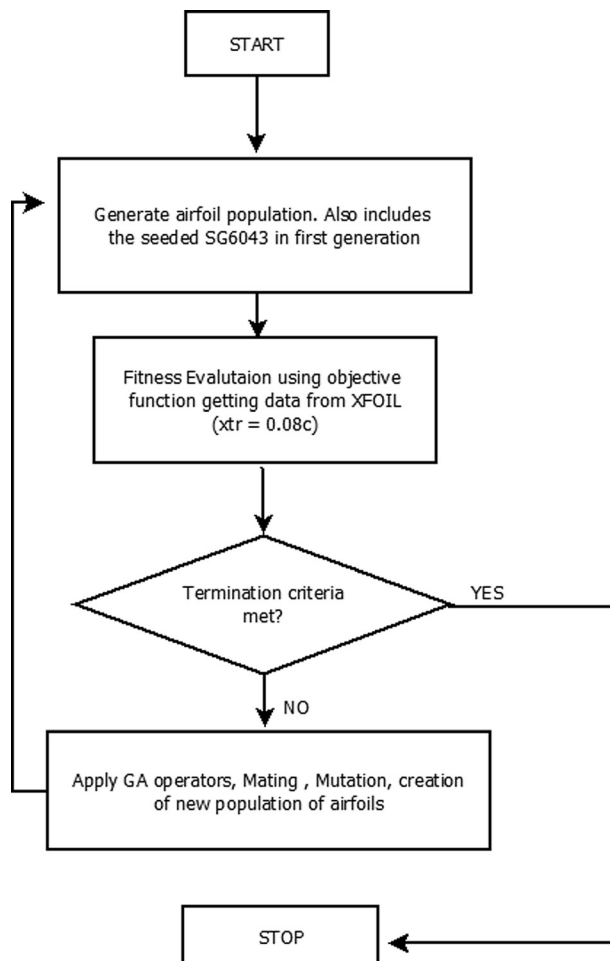 START
Generate airfoil population. Also includes
the seeded SG6043 in first generation
Fitness Evalutaion using objective
function getting data from XFOIL
(xtr = 0.08c)
Termination criteria
met?
YES
NO
Apply GA operators, Mating , Mutation, creation
of new population of airfoils
STOP